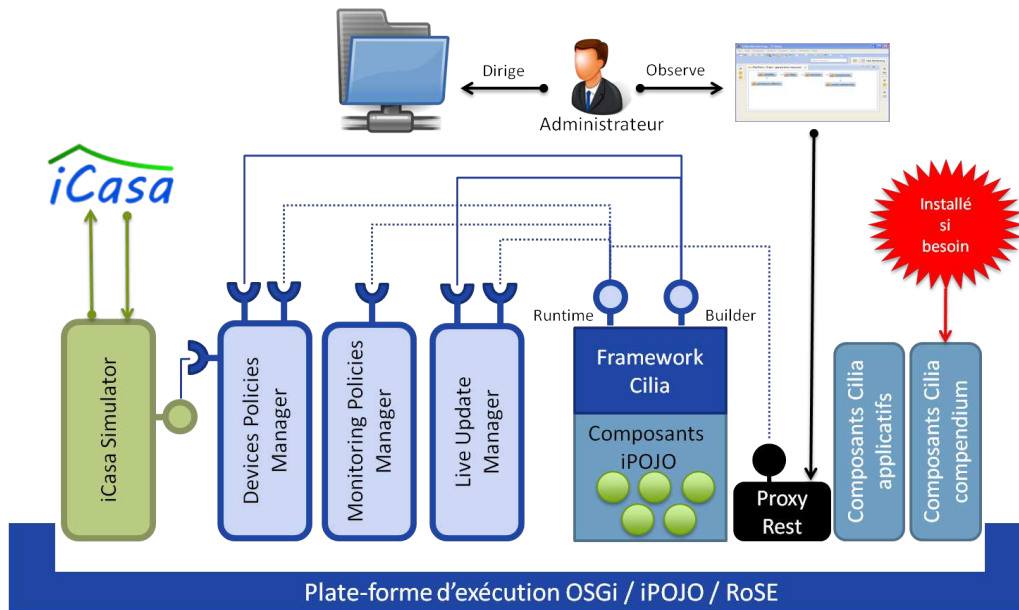 Dirige
Observe
Administrateur
iCasa
Installé
si
besoin
Runtime
Builder
iCasa Simulator
Devices Policies
Manager
Monitoring Policies
Manager
Live Update
Manager
Framework
Cilia
Composants
iPOJO
Proxy
Rest
Composants Cilia
applicatifs
Composants Cilia
compendium
Plate-forme d'exécution OSGi / iPOJO / RoSE